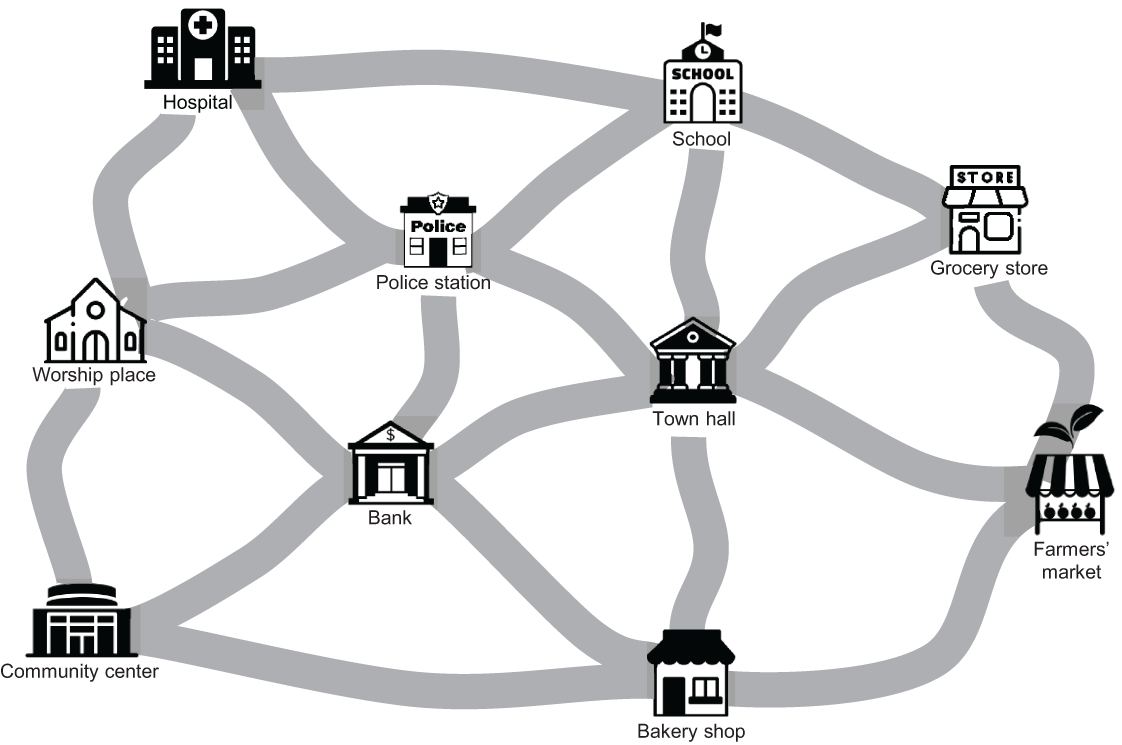 Hospital
SCHOOL
School
STORE
Grocery store
Police
Police station
Worship place
Town hall
$
Bank
Farmers’
market
Community center
Bakery shop